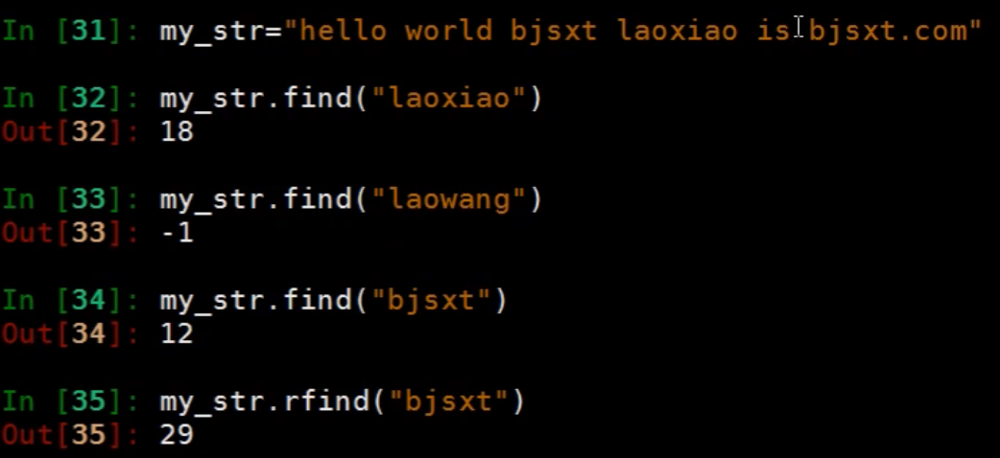 In [31]: my_str="hello world bjsxt laoxiao is bjsxt.com"
In [32]: my_str.find("laoxiao")
Out[32]: 18
In [33]: my_str.find("laowang")
Out[33]: -1
In [34]: my_str.find("bjsxt")
Out[34]: 12
In [35]: my_str.rfind("bjsxt")
Out[35]: 29